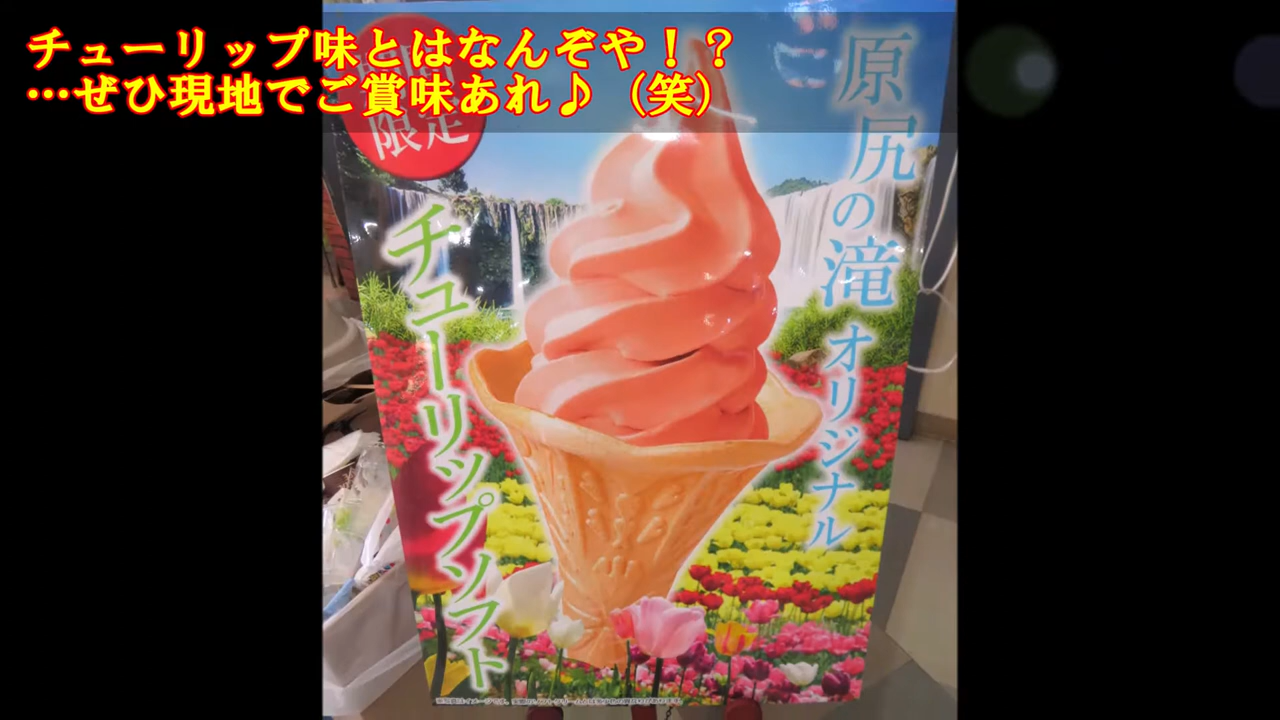 チューリップ味とはなんぞや！？
…ぜひ現地でご賞味あれ♪（笑）
期間
限定
原尻の滝オリジナル
チューリップソフト